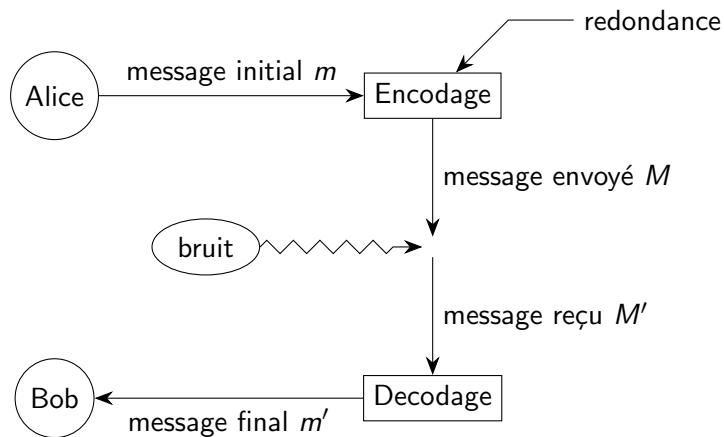 redondance
message initial m
Alice
Encodage
message envoyé M
bruit
message reçu M′
Bob
Decodage
message final m′